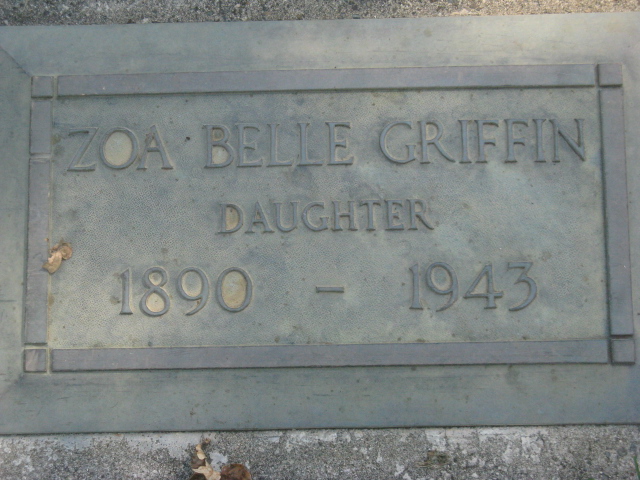 ZOA BELLE GRIFFIN
DAUGHTER
1890 - 1943